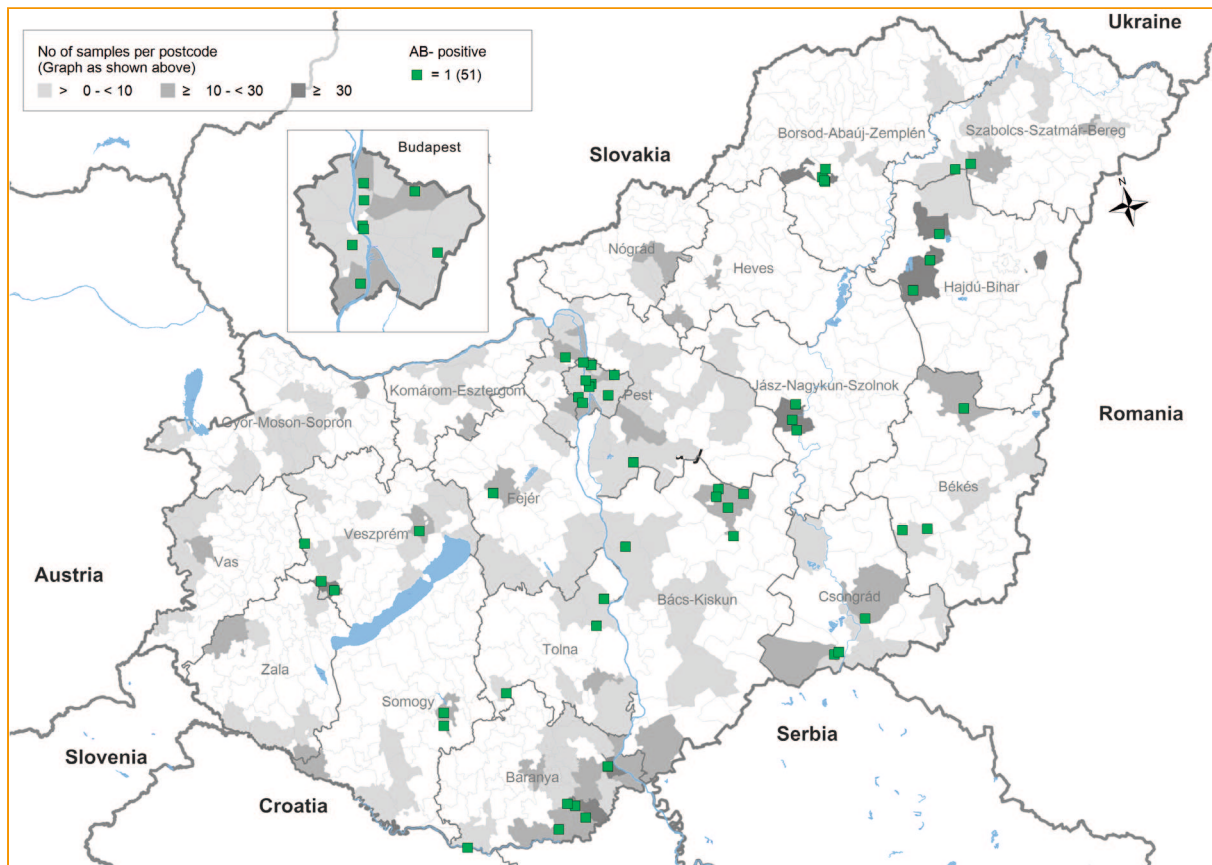 Ukraine
No of samples per postcode
(Graph as shown above)
> 0 - < 10
≥ 10 - < 30
≥ 30
AB- positive
= 1 (51)
Budapest
Slovakia
Borsod-Abaúj-Zemplén
Szabolcs-Szatmár-Bereg
N
Nógrád
Heves
Hajdú-Bihar
Komárom-Esztergom
Pest
Jász-Nagykun-Szolnok
Romania
Győr-Moson-Sopron
Fejér
Békés
Veszprém
Vas
Austria
Bács-Kiskun
Csongrád
Tolna
Zala
Somogy
Serbia
Slovenia
Baranya
Croatia